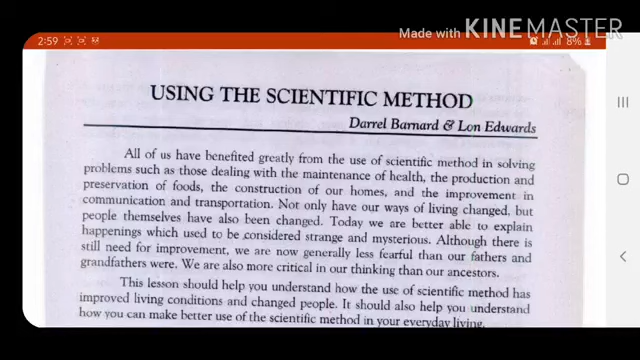 Made with KINEMASTER
2:59
8%
USING THE SCIENTIFIC METHOD
Darrel Barnard & Lon Edwards
All of us have benefited greatly from the use of scientific method in solving
problems such as those dealing with the maintenance of health, the production and
preservation of foods, the construction of our homes, and the improvement in
communication and transportation. Not only have our ways of living changed, but
people themselves have also been changed. Today we are better able to explain
happenings which used to be considered strange and mysterious. Although there is
still need for improvement, we are now generally less fearful than our fathers and
grandfathers were. We are also more critical in our thinking than our ancestors.
This lesson should help you understand how the use of scientific method has
improved living conditions and changed people. It should also help you understand
how you can make better use of the scientific method in your everyday living.